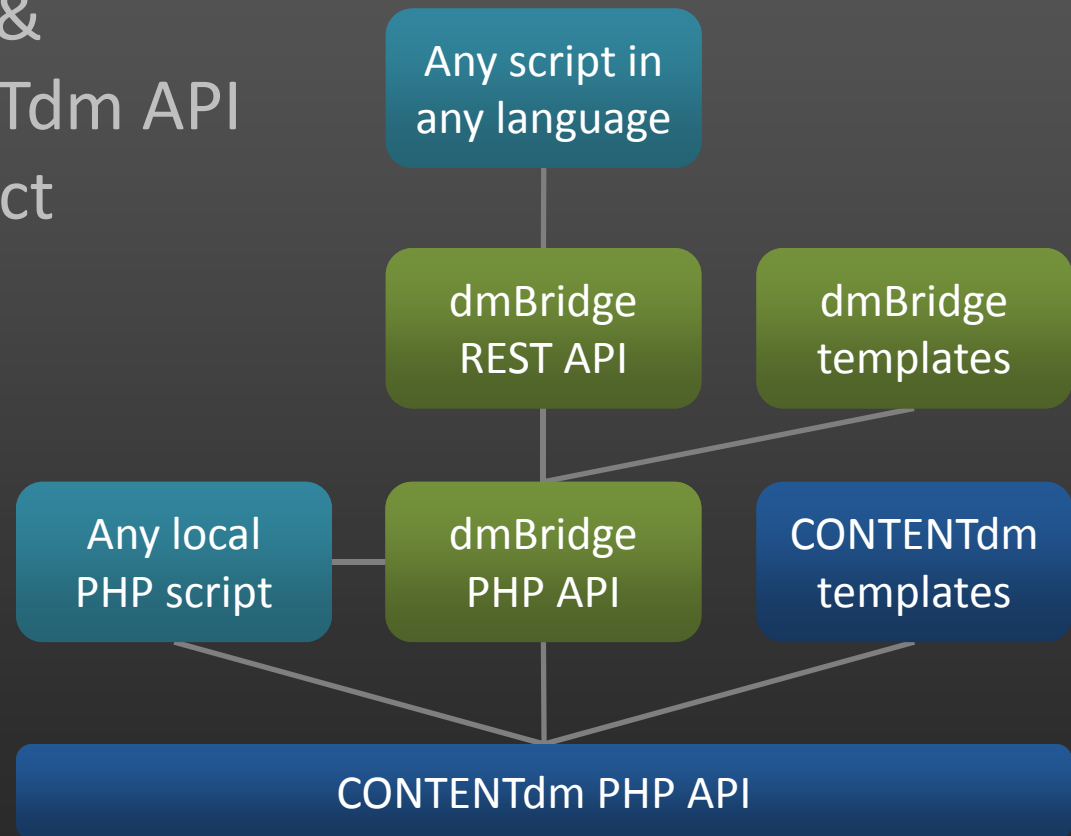 &
Tdm API
ct
Any script in
any language
dmBridge
REST API
dmBridge
templates
Any local
PHP script
dmBridge
PHP API
CONTENTdm
templates
CONTENTdm PHP API